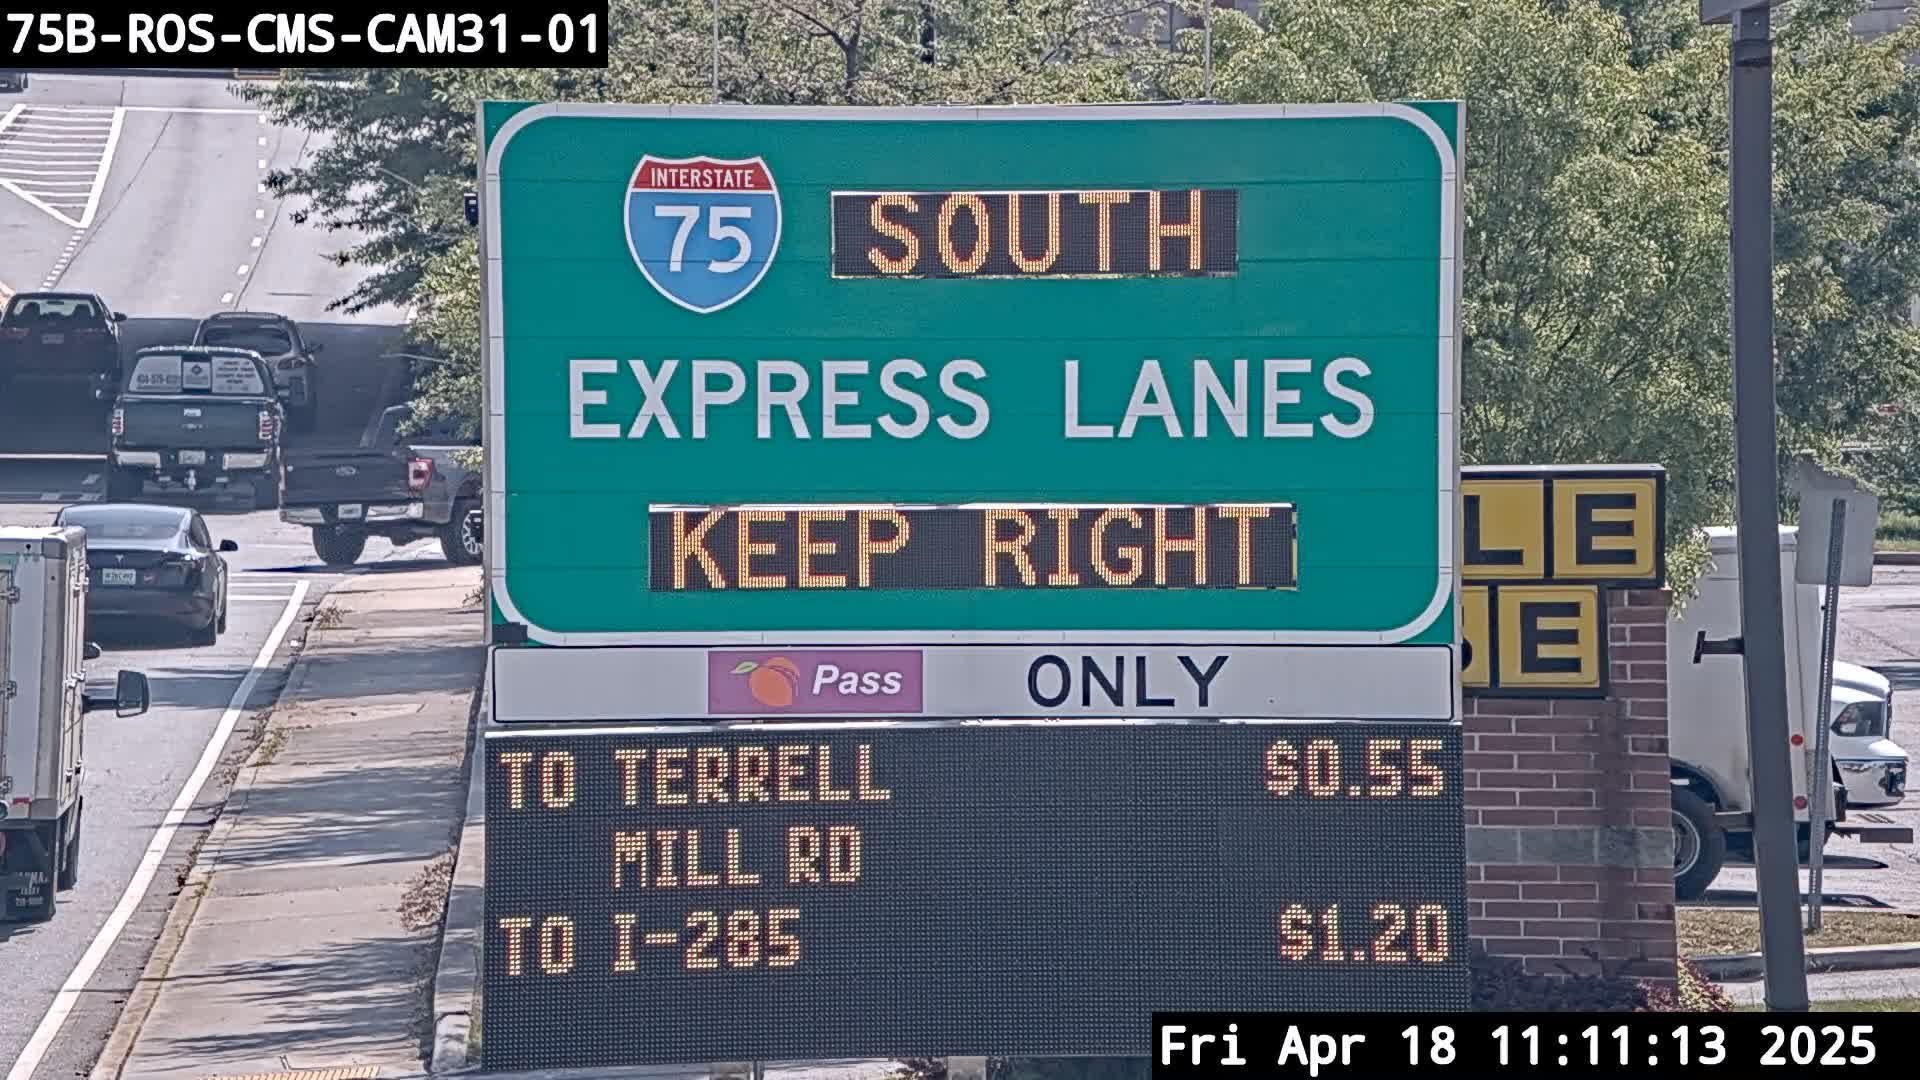 75B-ROS-CMS-CAM31-01
INTERSTATE
75
SOUTH
EXPRESS LANES
KEEP RIGHT
Pass
ONLY
TO TERRELL $0.55
MILL RD
TO I-285 $1.20
LE
E
Fri Apr 18 11:11:13 2025